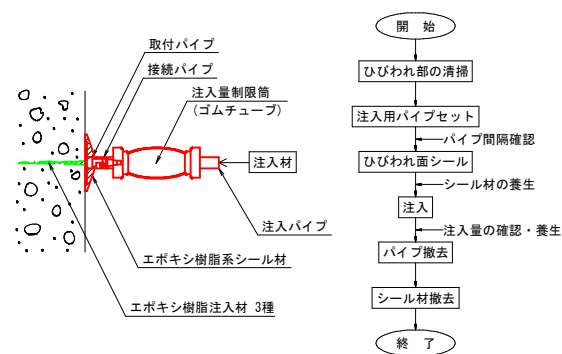 取付パイプ
接続パイプ
注入量制限筒
(ゴムチューブ)
注入材
注入パイプ
エポキシ樹脂系シール材
エポキシ樹脂注入材 3種
開 始
ひびわれ部の清掃
注入用パイプセット
パイプ間隔確認
ひびわれ面シール
シール材の養生
注入
注入量の確認・養生
パイプ撤去
シール材撤去
終 了